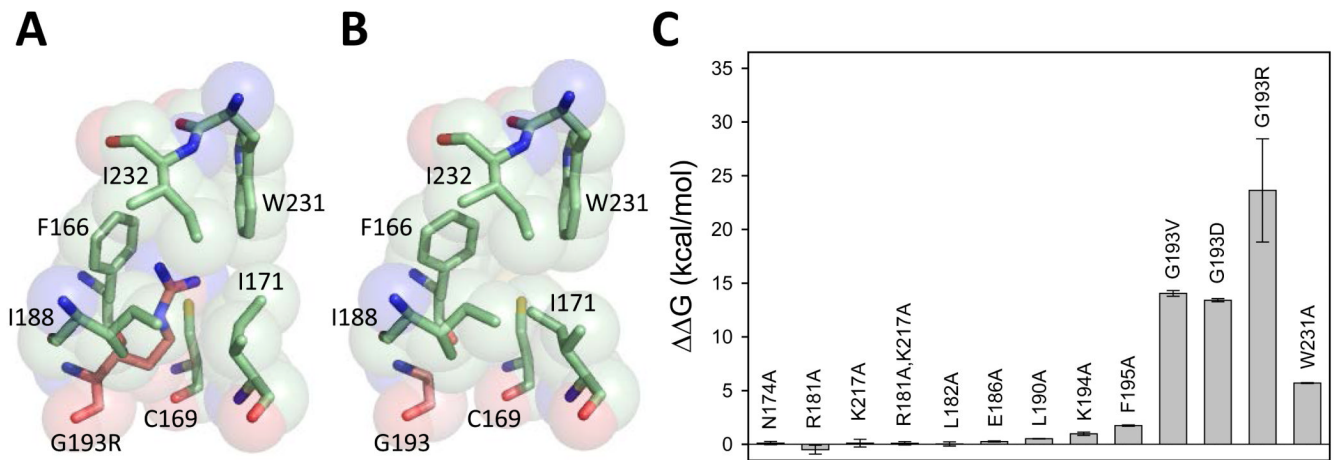 A
I232
W231
F166
I171
I188
C169
G193R
B
I232
W231
F166
I171
I188
C169
G193
C
ΔΔG (kcal/mol)
35
30
25
20
15
10
5
0
N174A
R181A
K217A
R181A,K217A
L182A
E186A
L190A
K194A
F195A
G193V
G193D
G193R
W231A